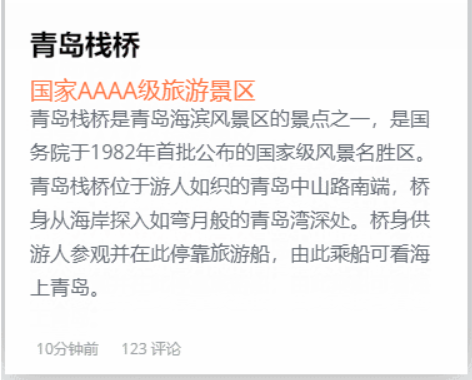 青岛栈桥
国家AAAA级旅游景区
青岛栈桥是青岛海滨风景区的景点之一，是国
务院于1982年首批公布的国家级风景名胜区。
青岛栈桥位于游人如织的青岛中山路南端，桥
身从海岸探入如弯月般的青岛湾深处。桥身供
游人参观并在此停靠旅游船，由此乘船可看海
上青岛。
10分钟前 123 评论